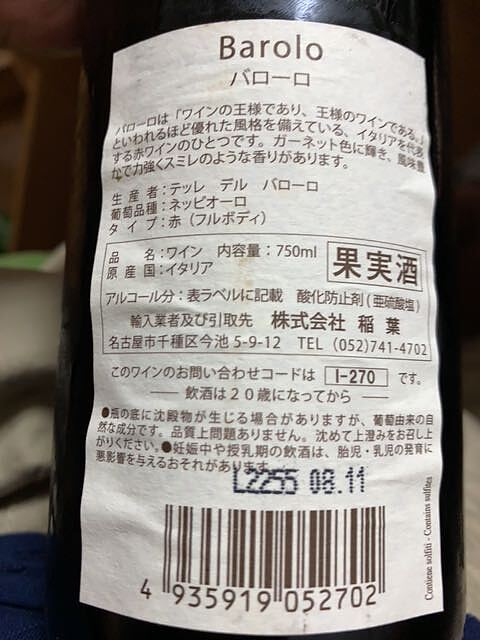 Barolo
バローロ
バローロは「ワインの王様であり、王様のワインである。」
といわれるほど優れた風格を備えている、イタリアを代表
する赤ワインのひとつです。ガーネット色に輝き、風味豊
かで力強くスミレのような香りがあります。
生産者：テッレ デル バローロ
葡萄品種：ネッビオーロ
タイプ：赤（フルボディ）
品名：ワイン 内容量：750ml
原産国：イタリア
果実酒
アルコール分：表ラベルに記載 酸化防止剤（亜硫酸塩）
輸入業者及び引取先 株式会社 稲葉
名古屋市千種区今池5-9-12 TEL (052)741-4702
このワインのお問い合わせコードは I-270 です。
飲酒は20歳になってから
●瓶の底に沈殿物が生じる場合がありますが、葡萄由来の自
然な成分です。品質上問題ありません。沈めて上澄みをお召し上
がりください。●妊娠中や授乳期の飲酒は、胎児・乳児の発育に
悪影響を与えるおそれがあります。
L2255 08.11
Contiene solfiti - Contains sulfites
4 935919 052702